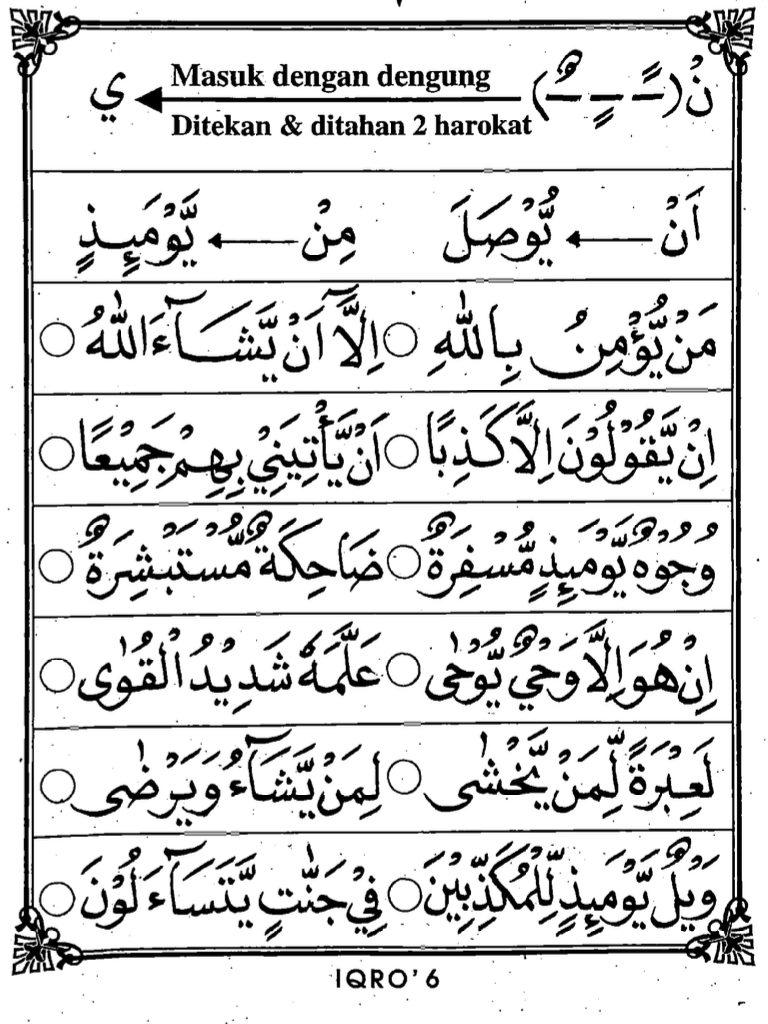 نْ (ـًـ ـٍـ ـٌـ) Masuk dengan dengung ي
Ditekan & ditahan 2 harokat
اَنْ يُّوْصَلَ مِنْ يَّوْمَئِذٍ
مَنْ يُّؤْمِنُ بِاللّٰهِ ○ اِلَّآ اَنْ يَّشَآءَ اللّٰهُ ○
اِنْ يَّقُوْلُوْنَ اِلَّا كَذِبًا ○ اَنْ يَّأْتِيَنِيْ بِهِمْ جَمِيْعًا ○
وُجُوْهٌ يَّوْمَئِذٍ مُّسْفِرَةٌ ○ ضَاحِكَةٌ مُّسْتَبْشِرَةٌ ○
اِنْ هُوَ اِلَّا وَحْيٌ يُّوْحٰى ○ عَلَّمَهٗ شَدِيْدُ الْقُوٰى ○
لَعِبْرَةً لِّمَنْ يَّخْشٰى ○ لِمَنْ يَّشَآءُ وَيَرْضٰى ○
وَيْلٌ يَّوْمَئِذٍ لِّلْمُكَذِّبِيْنَ ○ فِيْ جَنّٰتٍ يَّتَسَآءَلُوْنَ ○
IQRO' 6